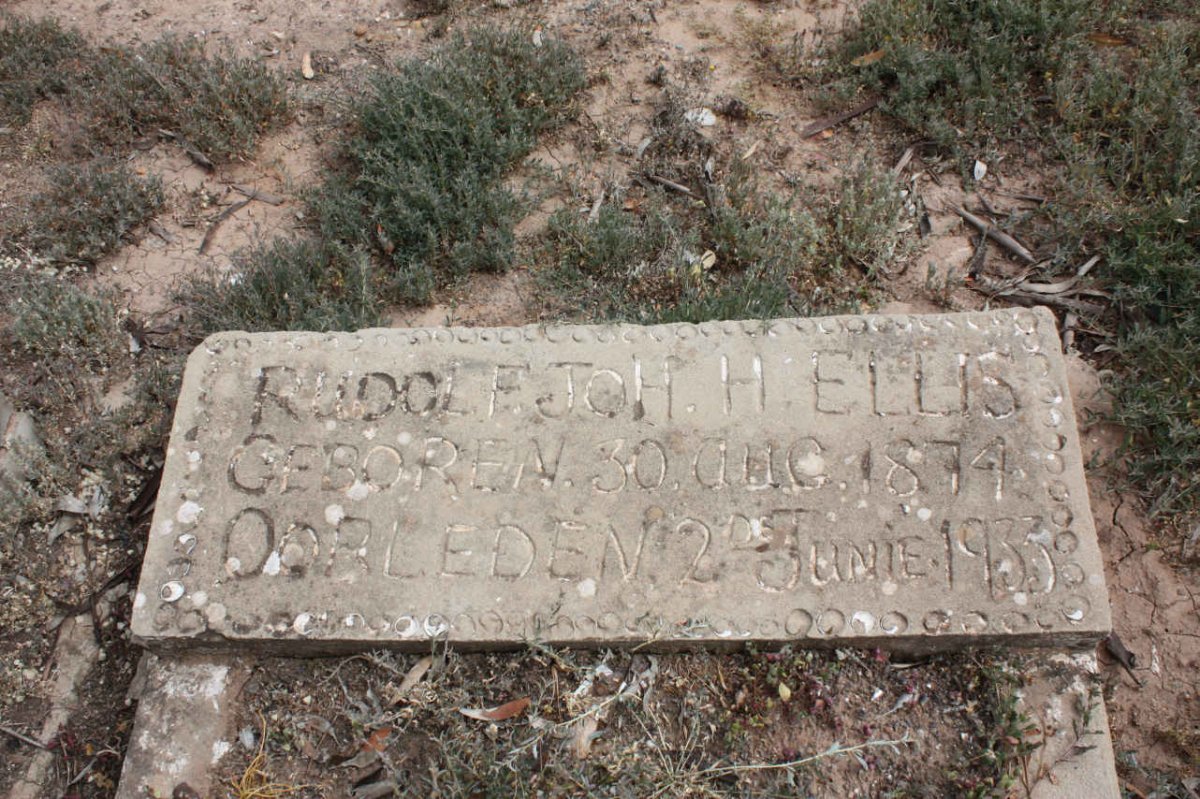 RUDOLF. JOH. H. ELLIS
GEBOREN. 30. AUG. 1874
OORLEDEN. 2DE JUNIE. 1933